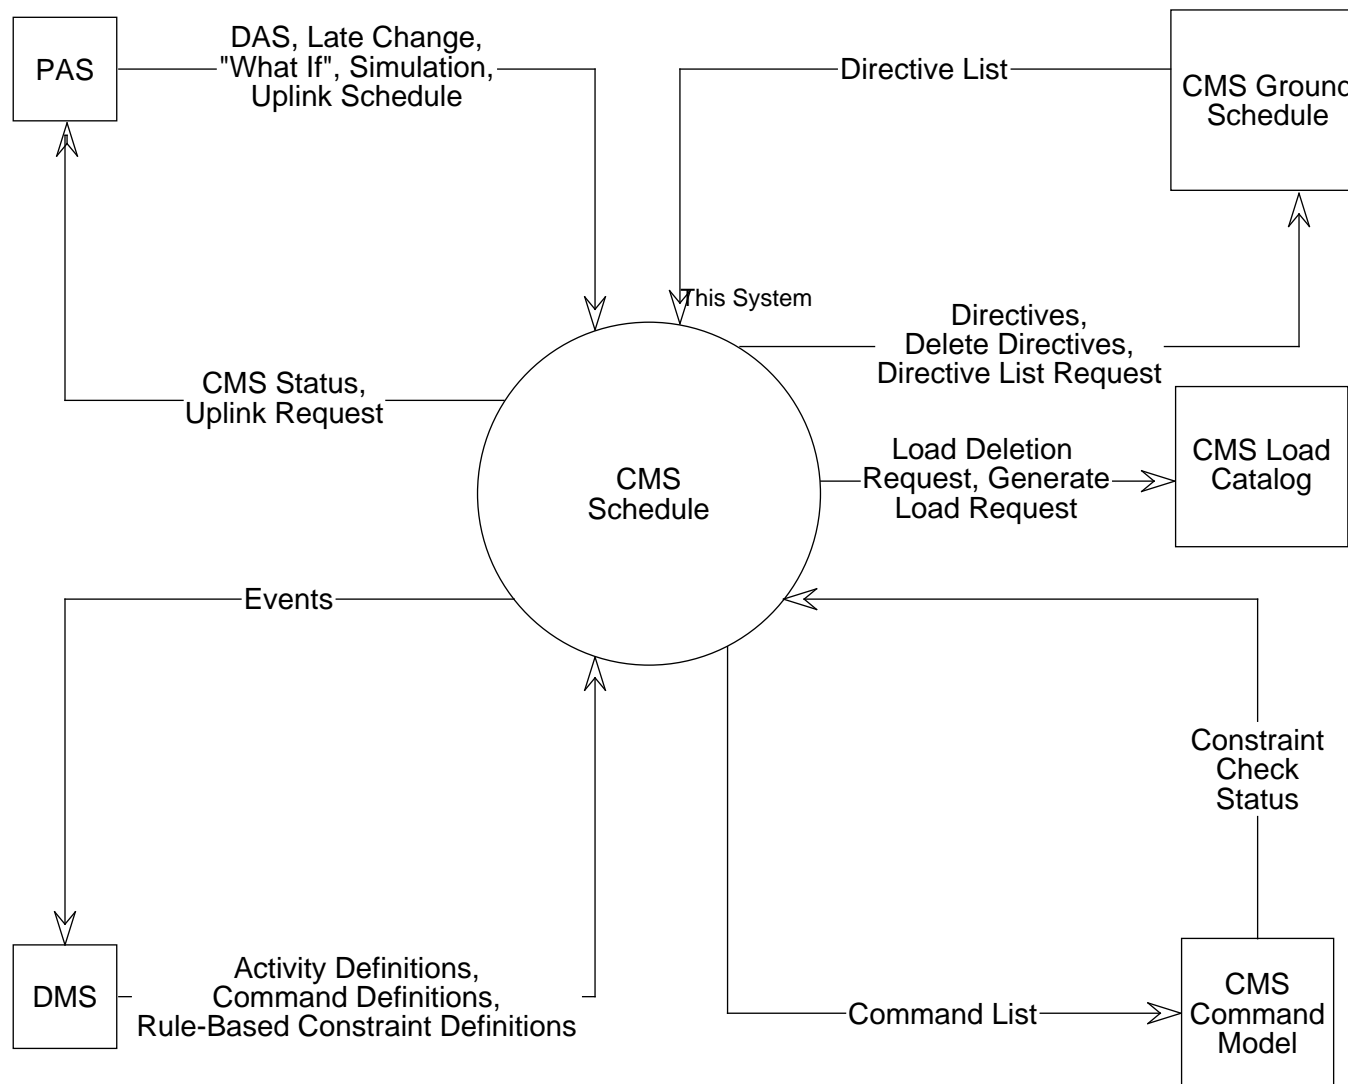 PAS
DAS, Late Change,
"What If", Simulation,
Uplink Schedule
Directive List
CMS Ground
Schedule
This System
Directives,
Delete Directives,
Directive List Request
CMS Status,
Uplink Request
CMS
Schedule
Load Deletion
Request, Generate
Load Request
CMS Load
Catalog
Events
Constraint
Check
Status
DMS
Activity Definitions,
Command Definitions,
Rule-Based Constraint Definitions
Command List
CMS
Command
Model